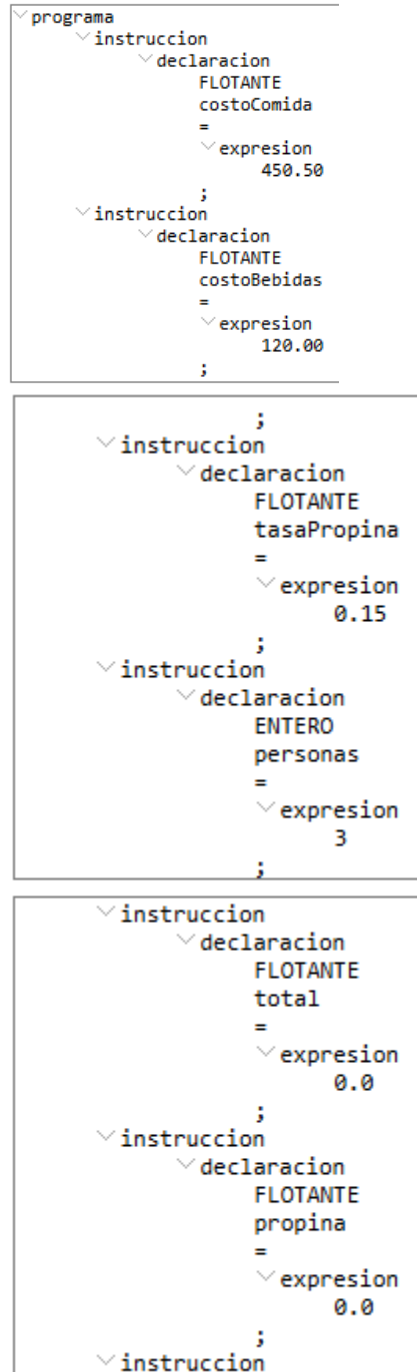 programa
instruccion
declaracion
FLOTANTE
costoComida
=
expresion
450.50
;
instruccion
declaracion
FLOTANTE
costoBebidas
=
expresion
120.00
;
;
instruccion
declaracion
FLOTANTE
tasaPropina
=
expresion
0.15
;
instruccion
declaracion
ENTERO
personas
=
expresion
3
;
instruccion
declaracion
FLOTANTE
total
=
expresion
0.0
;
instruccion
declaracion
FLOTANTE
propina
=
expresion
0.0
;
instruccion